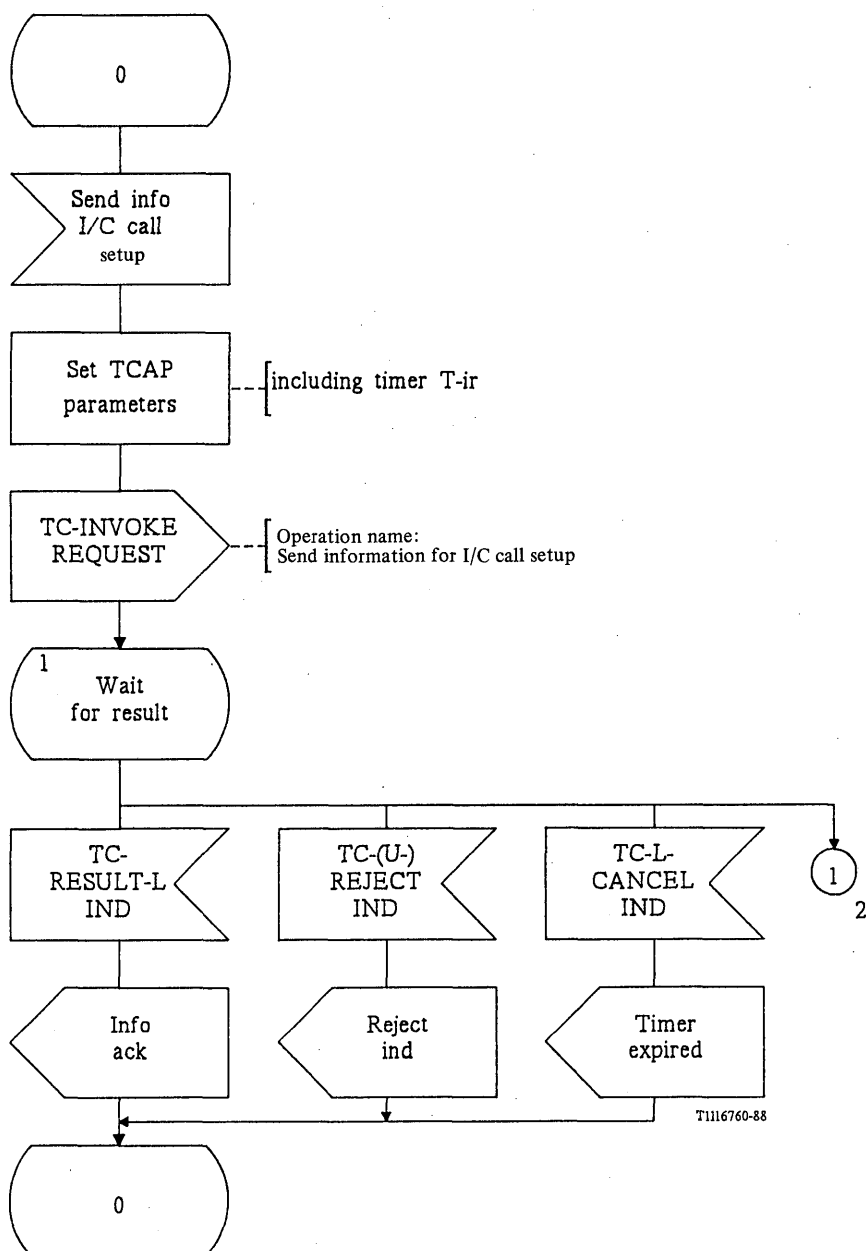 0
Send info
I/C call
setup
Set TCAP
parameters
including timer T-ir
TC-INVOKE
REQUEST
Operation name:
Send information for I/C call setup
1
Wait
for result
TC-
RESULT-L
IND
TC-(U-)
REJECT
IND
TC-L-
CANCEL
IND
1
2
Info
ack
Reject
ind
Timer
expired
T1116760-88
0